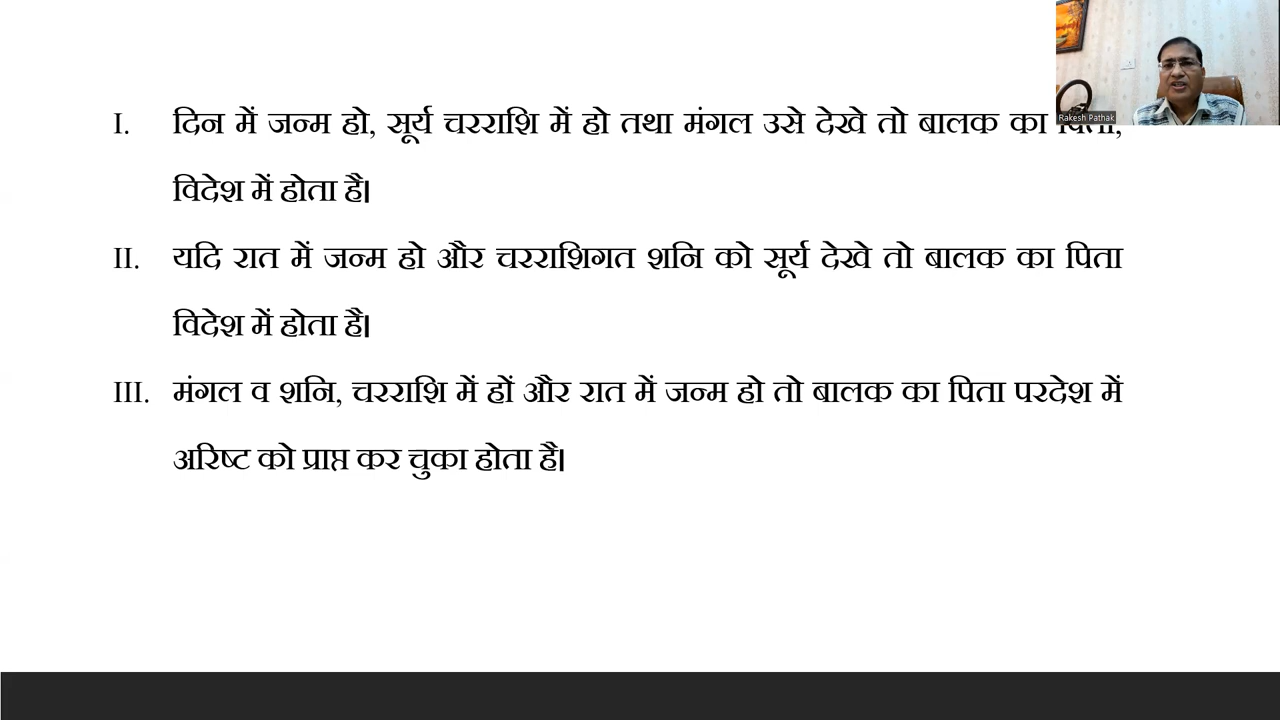 I. दिन में जन्म हो, सूर्य चरराशि में हो तथा मंगल उसे देखे तो बालक का पिता,
विदेश में होता है।
II. यदि रात में जन्म हो और चरराशिगत शनि को सूर्य देखे तो बालक का पिता
विदेश में होता है।
III. मंगल व शनि, चरराशि में हों और रात में जन्म हो तो बालक का पिता परदेश में
अरिष्ट को प्राप्त कर चुका होता है।
Rakesh Pathak